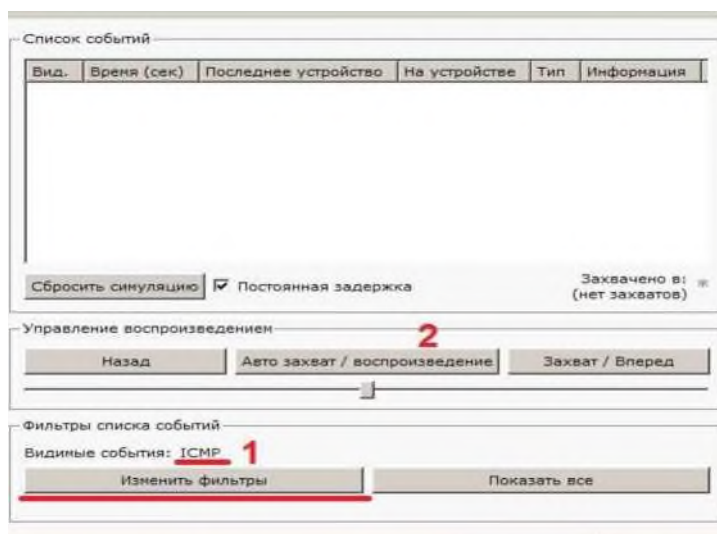 Список событий
Вид. Время (сек) Последнее устройство На устройстве Тип Информация
Сбросить симуляцию Постоянная задержка
Захвачено в:
(нет захватов)
Управление воспроизведением
2
Назад Авто захват / воспроизведение Захват / Вперед
Фильтры списка событий
Видимые события: ICMP 1
Изменить фильтры Показать все